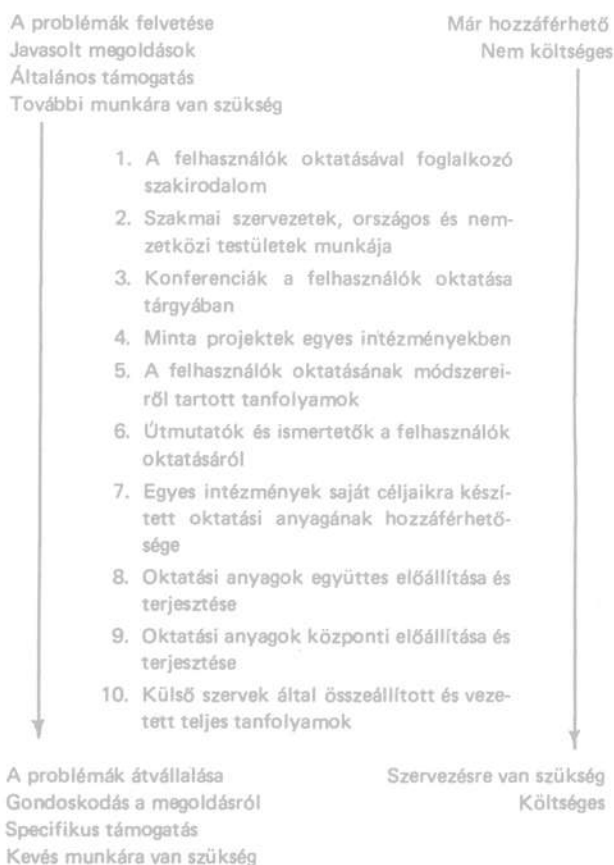 A problémák felvetése
Már hozzáférhető
Javasolt megoldások
Nem költséges
Általános támogatás
További munkára van szükség
1. A felhasználók oktatásával foglalkozó
szakirodalom
2. Szakmai szervezetek, országos és nem-
zetközi testületek munkája
3. Konferenciák a felhasználók oktatása
tárgyában
4. Minta projektek egyes intézményekben
5. A felhasználók oktatásának módszerei-
ről tartott tanfolyamok
6. Útmutatók és ismertetők a felhasználók
oktatásáról
7. Egyes intézmények saját céljaikra készí-
tett oktatási anyagának hozzáférhető-
sége
8. Oktatási anyagok együttes előállítása és
terjesztése
9. Oktatási anyagok központi előállítása és
terjesztése
10. Külső szervek által összeállított és veze-
tett teljes tanfolyamok
A problémák átvállalása
Szervezésre van szükség
Gondoskodás a megoldásról
Költséges
Specifikus támogatás
Kevés munkára van szükség